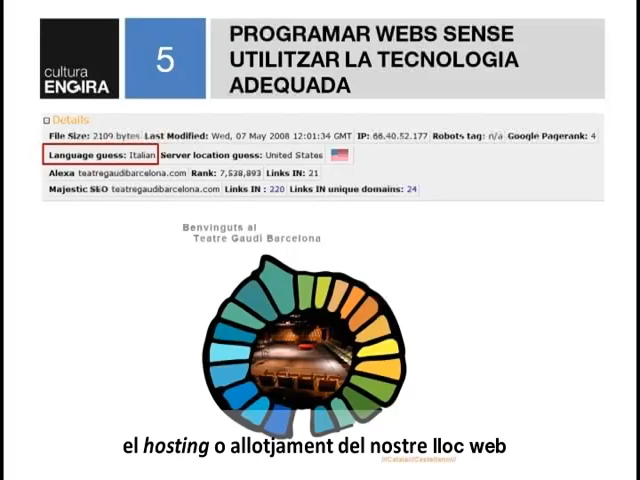 cultura
ENGIRA
5
PROGRAMAR WEBS SENSE
UTILITZAR LA TECNOLOGIA
ADEQUADA
Details
File Size: 2109 bytes Last Modified: Wed, 07 May 2008 12:01:34 GMT IP: 66.40.52.177 Robots tag: n/a Google Pagerank: 4
Language guess: Italian Server location guess: United States
Alexa teatregaudibarcelona.com Rank: 7,538,893 Links IN: 21
Majestic SEO teatregaudibarcelona.com Links IN : 220 Links IN unique domains: 24
Benvinguts al
Teatre Gaudí Barcelona
el hosting o allotjament del nostre lloc web
//Català//Castellano//